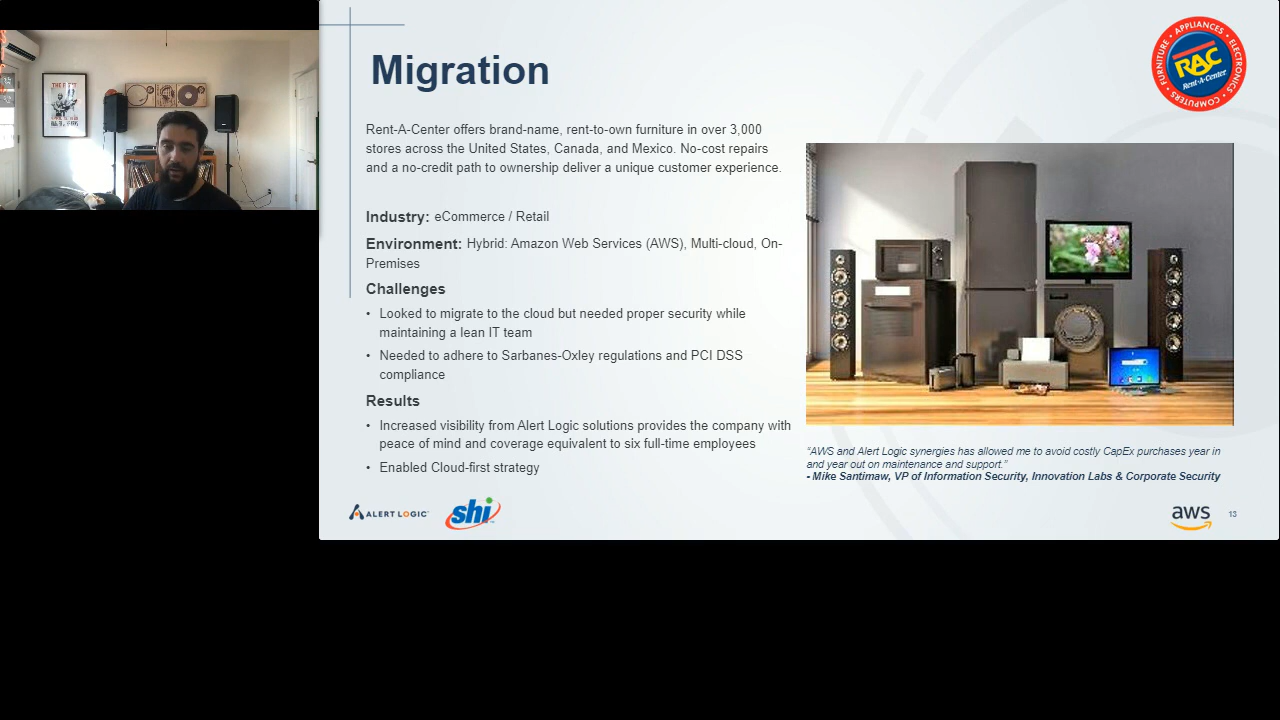 Migration
FURNITURE • APPLIANCES • ELECTRONICS • COMPUTERS •
RAC
Rent-A-Center
Rent-A-Center offers brand-name, rent-to-own furniture in over 3,000
stores across the United States, Canada, and Mexico. No-cost repairs
and a no-credit path to ownership deliver a unique customer experience.
Industry: eCommerce / Retail
Environment: Hybrid: Amazon Web Services (AWS), Multi-cloud, On-
Premises
Challenges
• Looked to migrate to the cloud but needed proper security while
maintaining a lean IT team
• Needed to adhere to Sarbanes-Oxley regulations and PCI DSS
compliance
Results
• Increased visibility from Alert Logic solutions provides the company with
peace of mind and coverage equivalent to six full-time employees
• Enabled Cloud-first strategy
"AWS and Alert Logic synergies has allowed me to avoid costly CapEx purchases year in
and year out on maintenance and support."
- Mike Santimaw, VP of Information Security, Innovation Labs & Corporate Security
ALERT LOGIC
shi
aws
13